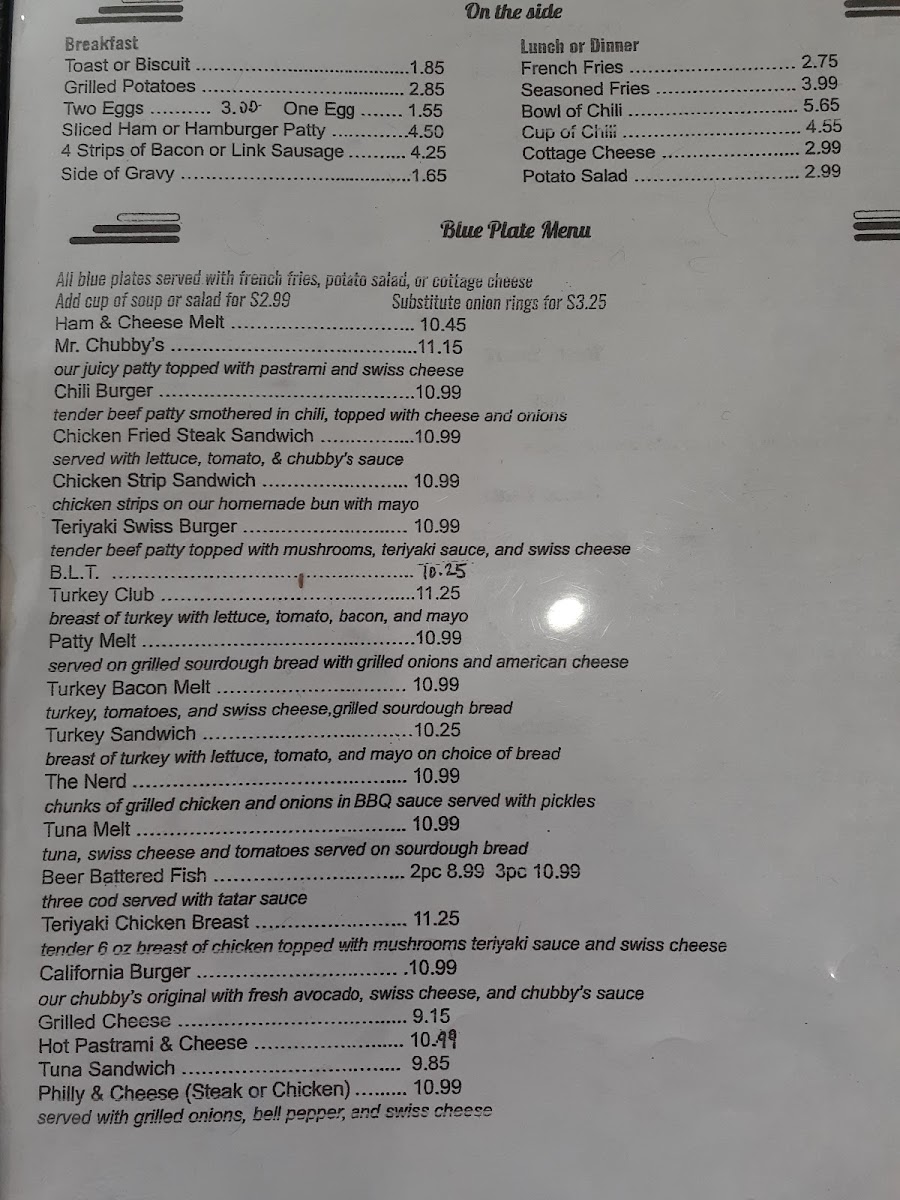 On the side
Breakfast
Toast or Biscuit ........................................1.85
Grilled Potatoes ...................................... 2.85
Two Eggs .......... 3.00 One Egg ....... 1.55
Sliced Ham or Hamburger Patty .............4.50
4 Strips of Bacon or Link Sausage .......... 4.25
Side of Gravy ...........................................1.65
Lunch or Dinner
French Fries ............................... 2.75
Seasoned Fries .......................... 3.99
Bowl of Chili ............................... 5.65
Cup of Chili ................................ 4.55
Cottage Cheese ......................... 2.99
Potato Salad .............................. 2.99
Blue Plate Menu
All blue plates served with french fries, potato salad, or cottage cheese
Add cup of soup or salad for $2.99 Substitute onion rings for $3.25
Ham & Cheese Melt ................................. 10.45
Mr. Chubby's .............................................11.15
our juicy patty topped with pastrami and swiss cheese
Chili Burger ...............................................10.99
tender beef patty smothered in chili, topped with cheese and onions
Chicken Fried Steak Sandwich .................10.99
served with lettuce, tomato, & chubby's sauce
Chicken Strip Sandwich ........................... 10.99
chicken strips on our homemade bun with mayo
Teriyaki Swiss Burger .............................. 10.99
tender beef patty topped with mushrooms, teriyaki sauce, and swiss cheese
B.L.T. ....................................................... 10.25
Turkey Club ..............................................11.25
breast of turkey with lettuce, tomato, bacon, and mayo
Patty Melt .................................................10.99
served on grilled sourdough bread with grilled onions and american cheese
Turkey Bacon Melt ................................... 10.99
turkey, tomatoes, and swiss cheese,grilled sourdough bread
Turkey Sandwich ......................................10.25
breast of turkey with lettuce, tomato, and mayo on choice of bread
The Nerd .................................................. 10.99
chunks of grilled chicken and onions in BBQ sauce served with pickles
Tuna Melt ................................................. 10.99
tuna, swiss cheese and tomatoes served on sourdough bread
Beer Battered Fish ................................... 2pc 8.99 3pc 10.99
three cod served with tatar sauce
Teriyaki Chicken Breast ............................ 11.25
tender 6 oz breast of chicken topped with mushrooms teriyaki sauce and swiss cheese
California Burger ..................................... .10.99
our chubby's original with fresh avocado, swiss cheese, and chubby's sauce
Grilled Cheese .......................................... 9.15
Hot Pastrami & Cheese ........................... 10.99
Tuna Sandwich ........................................ 9.85
Philly & Cheese (Steak or Chicken) ......... 10.99
served with grilled onions, bell pepper, and swiss cheese